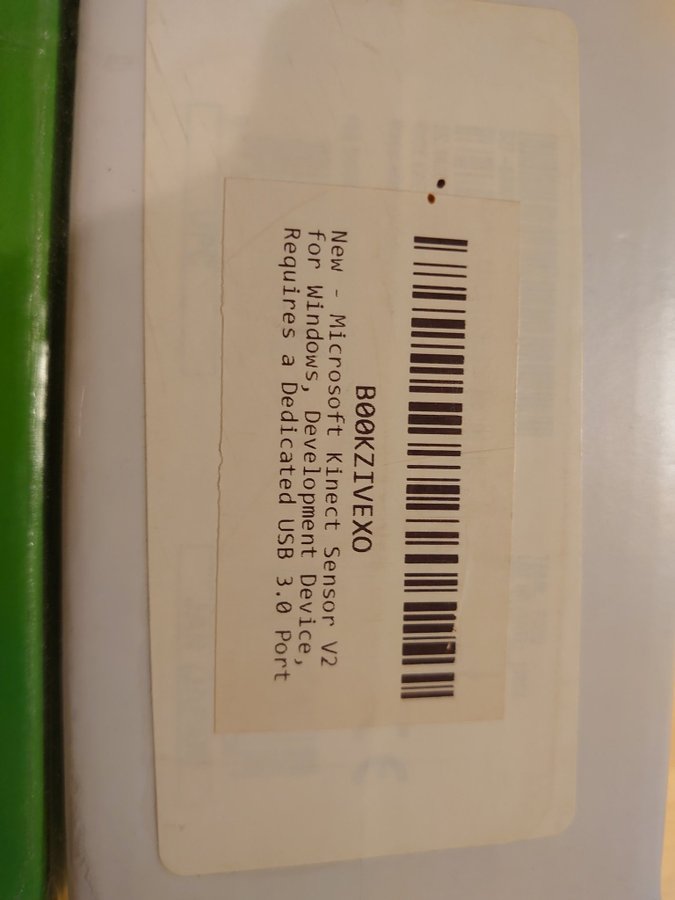 B00KZIVEXO
New - Microsoft Kinect Sensor V2
for Windows, Development Device,
Requires a Dedicated USB 3.0 Port